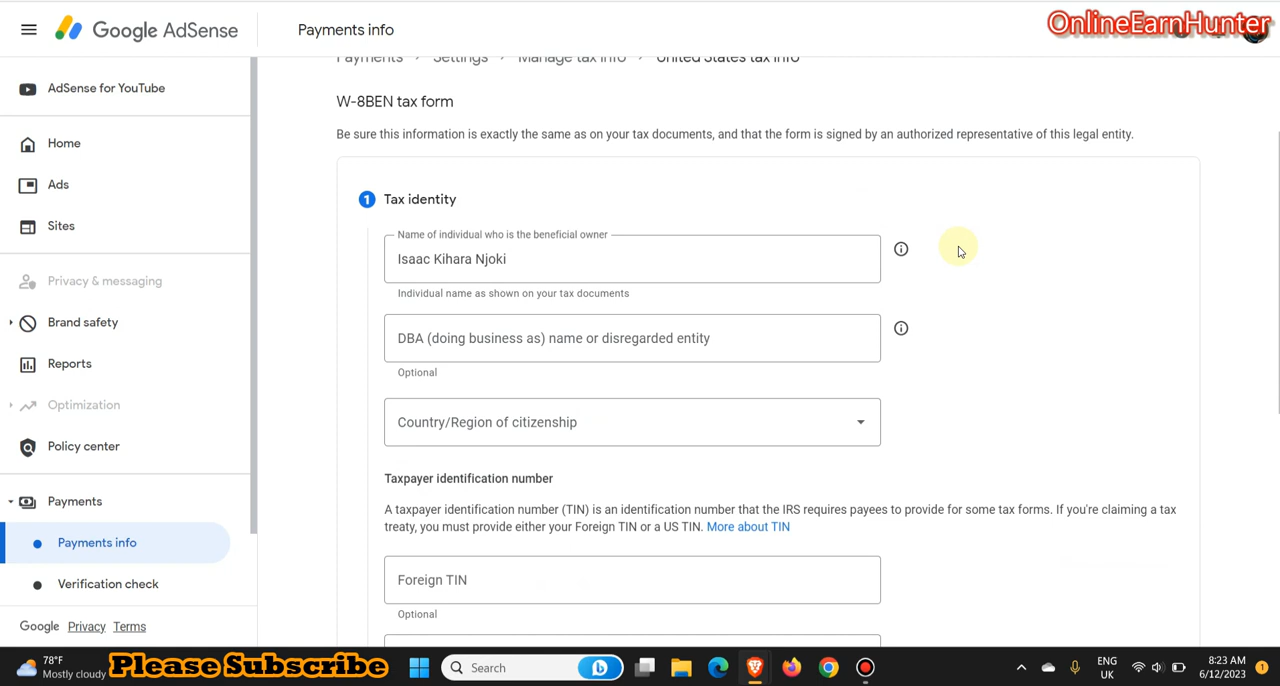 Google AdSense
Payments info
OnlineEarnHunter
AdSense for YouTube
Home
Ads
Sites
Privacy & messaging
Brand safety
Reports
Optimization
Policy center
Payments
Payments info
Verification check
Google Privacy Terms
Payments > Settings > Manage tax info > United States tax info
W-8BEN tax form
Be sure this information is exactly the same as on your tax documents, and that the form is signed by an authorized representative of this legal entity.
1 Tax identity
Name of individual who is the beneficial owner
Isaac Kihara Njoki
Individual name as shown on your tax documents
DBA (doing business as) name or disregarded entity
Optional
Country/Region of citizenship
Taxpayer identification number
A taxpayer identification number (TIN) is an identification number that the IRS requires payees to provide for some tax forms. If you're claiming a tax
treaty, you must provide either your Foreign TIN or a US TIN. More about TIN
Foreign TIN
Optional
78°F
Mostly cloudy
Please Subscribe
Search
ENG
UK
8:23 AM
6/12/2023
1